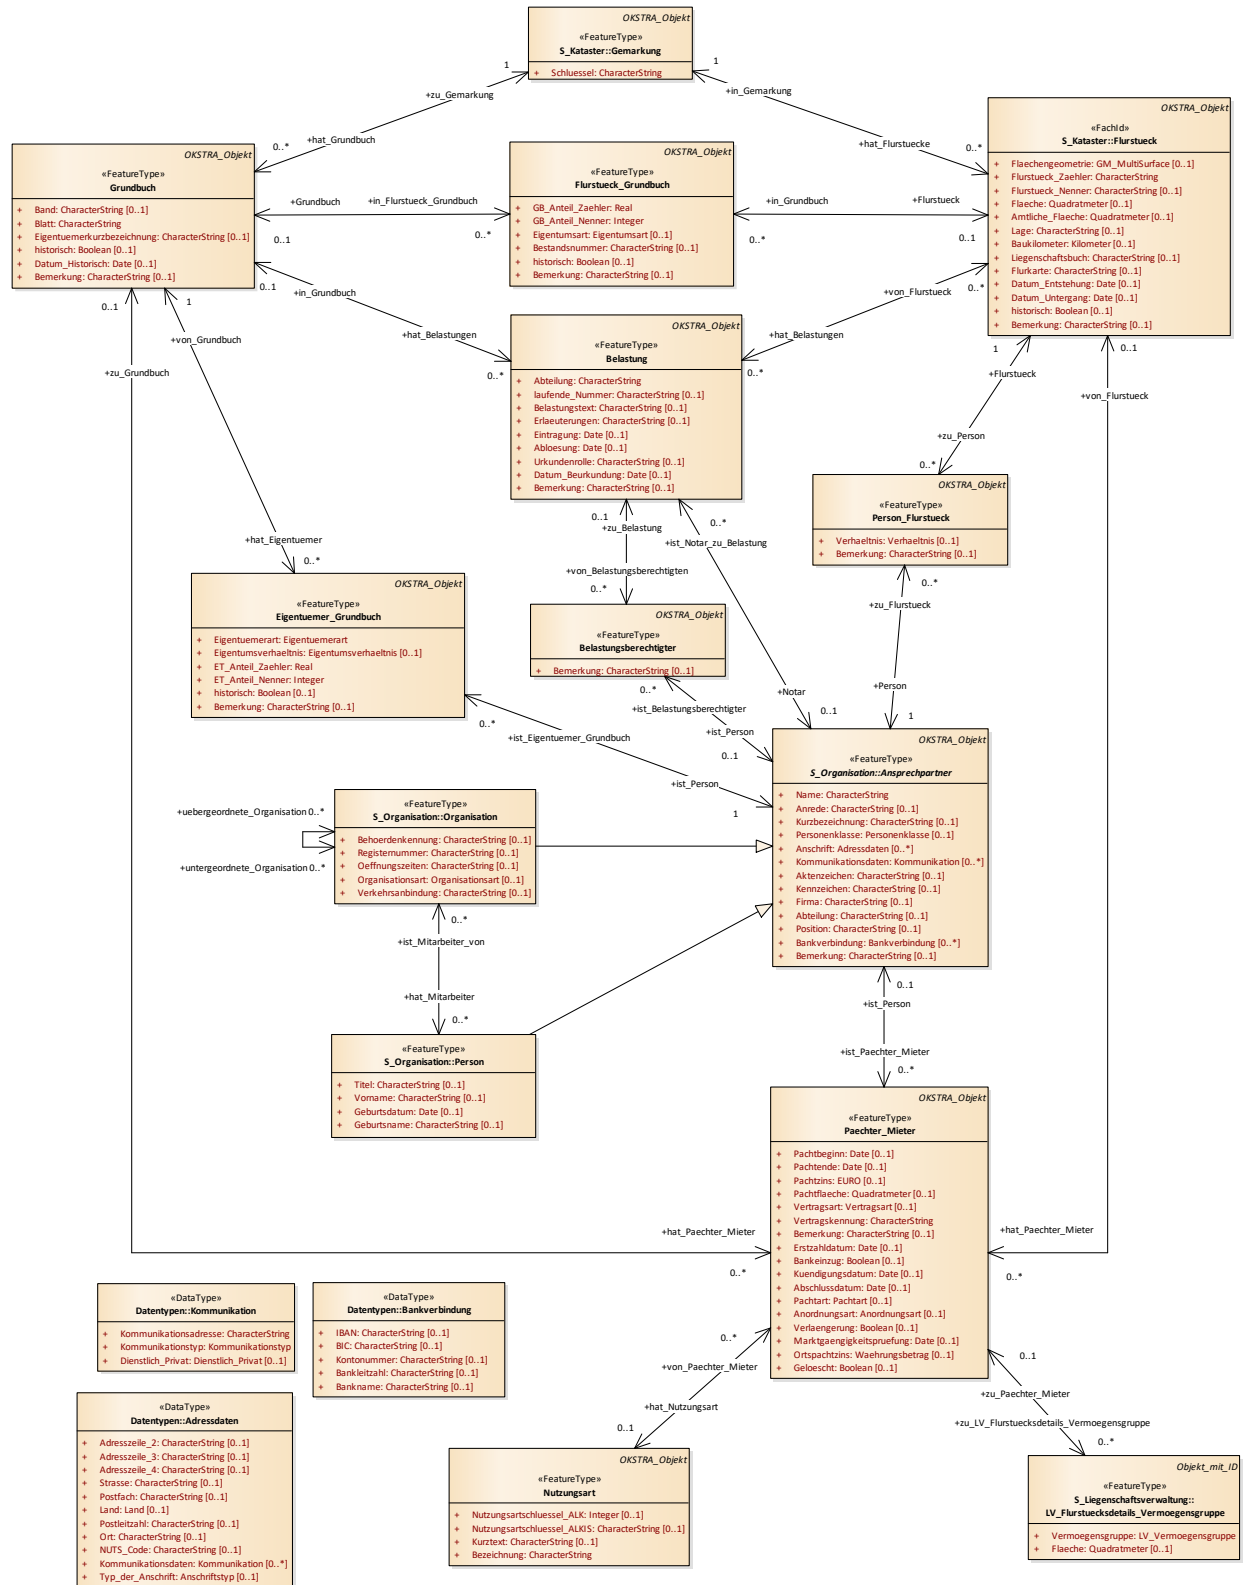 OKSTRA_Objekt
«FeatureType»
S_Kataster::Gemarkung
+ Schluessel: CharacterString
1
1
+zu_Gemarkung
+in_Gemarkung
+hat_Grundbuch
0..*
+hat_Flurstuecke
0..*
OKSTRA_Objekt
«FeatureType»
Grundbuch
+ Band: CharacterString [0..1]
+ Blatt: CharacterString
+ Eigentuemerkurzbezeichnung: CharacterString [0..1]
+ historisch: Boolean [0..1]
+ Datum_Historisch: Date [0..1]
+ Bemerkung: CharacterString [0..1]
OKSTRA_Objekt
«FeatureType»
Flurstueck_Grundbuch
+ GB_Anteil_Zaehler: Real
+ GB_Anteil_Nenner: Integer
+ Eigentumsart: Eigentumsart [0..1]
+ Bestandsnummer: CharacterString [0..1]
+ historisch: Boolean [0..1]
+ Bemerkung: CharacterString [0..1]
OKSTRA_Objekt
«FachId»
S_Kataster::Flurstueck
+ Flaechengeometrie: GM_MultiSurface [0..1]
+ Flurstueck_Zaehler: CharacterString
+ Flurstueck_Nenner: CharacterString [0..1]
+ Flaeche: Quadratmeter [0..1]
+ Amtliche_Flaeche: Quadratmeter [0..1]
+ Lage: CharacterString [0..1]
+ Baukilometer: Kilometer [0..1]
+ Liegenschaftsbuch: CharacterString [0..1]
+ Flurkarte: CharacterString [0..1]
+ Datum_Entstehung: Date [0..1]
+ Datum_Untergang: Date [0..1]
+ historisch: Boolean [0..1]
+ Bemerkung: CharacterString [0..1]
+Grundbuch
+in_Flurstueck_Grundbuch
0..1
0..*
+in_Grundbuch
+Flurstueck
0..*
0..1
0..1
+in_Grundbuch
+hat_Belastungen
0..*
+von_Flurstueck
0..*
+hat_Belastungen
0..*
OKSTRA_Objekt
«FeatureType»
Belastung
+ Abteilung: CharacterString
+ laufende_Nummer: CharacterString [0..1]
+ Belastungstext: CharacterString [0..1]
+ Erlaeuterungen: CharacterString [0..1]
+ Eintragung: Date [0..1]
+ Abloesung: Date [0..1]
+ Urkundenrolle: CharacterString [0..1]
+ Datum_Beurkundung: Date [0..1]
+ Bemerkung: CharacterString [0..1]
0..1
1
+von_Grundbuch
+zu_Grundbuch
1
+Flurstueck
+zu_Person
0..*
0..1
+von_Flurstueck
OKSTRA_Objekt
«FeatureType»
Person_Flurstueck
+ Verhaeltnis: Verhaeltnis [0..1]
+ Bemerkung: CharacterString [0..1]
0..1
+zu_Belastung
0..*
+ist_Notar_zu_Belastung
+von_Belastungsberechtigten
0..*
+hat_Eigentuemer
0..*
0..*
+zu_Flurstueck
OKSTRA_Objekt
«FeatureType»
Eigentuemer_Grundbuch
+ Eigentuemerart: Eigentuemerart
+ Eigentumsverhaeltnis: Eigentumsverhaeltnis [0..1]
+ ET_Anteil_Zaehler: Real
+ ET_Anteil_Nenner: Integer
+ historisch: Boolean [0..1]
+ Bemerkung: CharacterString [0..1]
OKSTRA_Objekt
«FeatureType»
Belastungsberechtigter
+ Bemerkung: CharacterString [0..1]
0..*
+ist_Belastungsberechtigter
+ist_Person
0..1
+Notar
0..1
+Person
1
0..*
+ist_Eigentuemer_Grundbuch
+ist_Person
1
OKSTRA_Objekt
«FeatureType»
S_Organisation::Ansprechpartner
+ Name: CharacterString
+ Anrede: CharacterString [0..1]
+ Kurzbezeichnung: CharacterString [0..1]
+ Personenklasse: Personenklasse [0..1]
+ Anschrift: Adressdaten [0..*]
+ Kommunikationsdaten: Kommunikation [0..*]
+ Aktenzeichen: CharacterString [0..1]
+ Kennzeichen: CharacterString [0..1]
+ Firma: CharacterString [0..1]
+ Abteilung: CharacterString [0..1]
+ Position: CharacterString [0..1]
+ Bankverbindung: Bankverbindung [0..*]
+ Bemerkung: CharacterString [0..1]
«FeatureType»
S_Organisation::Organisation
+ Behoerdenkennung: CharacterString [0..1]
+ Registernummer: CharacterString [0..1]
+ Oeffnungszeiten: CharacterString [0..1]
+ Organisationsart: Organisationsart [0..1]
+ Verkehrsanbindung: CharacterString [0..1]
+uebergeordnete_Organisation 0..*
+untergeordnete_Organisation 0..*
0..*
+ist_Mitarbeiter_von
+hat_Mitarbeiter
0..*
«FeatureType»
S_Organisation::Person
+ Titel: CharacterString [0..1]
+ Vorname: CharacterString [0..1]
+ Geburtsdatum: Date [0..1]
+ Geburtsname: CharacterString [0..1]
0..1
+ist_Person
+ist_Paechter_Mieter
0..*
OKSTRA_Objekt
«FeatureType»
Paechter_Mieter
+ Pachtbeginn: Date [0..1]
+ Pachtende: Date [0..1]
+ Pachtzins: EURO [0..1]
+ Pachtflaeche: Quadratmeter [0..1]
+ Vertragsart: Vertragsart [0..1]
+ Vertragskennung: CharacterString
+ Bemerkung: CharacterString [0..1]
+ Erstzahldatum: Date [0..1]
+ Bankeinzug: Boolean [0..1]
+ Kuendigungsdatum: Date [0..1]
+ Abschlussdatum: Date [0..1]
+ Pachtart: Pachtart [0..1]
+ Anordnungsart: Anordnungsart [0..1]
+ Verlaengerung: Boolean [0..1]
+ Marktgaengigkeitspruefung: Date [0..1]
+ Ortspachtzins: Waehrungsbetrag [0..1]
+ Geloescht: Boolean [0..1]
+hat_Paechter_Mieter
0..*
+hat_Paechter_Mieter
0..*
«DataType»
Datentypen::Kommunikation
+ Kommunikationsadresse: CharacterString
+ Kommunikationstyp: Kommunikationstyp
+ Dienstlich_Privat: Dienstlich_Privat [0..1]
«DataType»
Datentypen::Bankverbindung
+ IBAN: CharacterString [0..1]
+ BIC: CharacterString [0..1]
+ Kontonummer: CharacterString [0..1]
+ Bankleitzahl: CharacterString [0..1]
+ Bankname: CharacterString [0..1]
«DataType»
Datentypen::Adressdaten
+ Adresszeile_2: CharacterString [0..1]
+ Adresszeile_3: CharacterString [0..1]
+ Adresszeile_4: CharacterString [0..1]
+ Strasse: CharacterString [0..1]
+ Postfach: CharacterString [0..1]
+ Land: Land [0..1]
+ Postleitzahl: CharacterString [0..1]
+ Ort: CharacterString [0..1]
+ NUTS_Code: CharacterString [0..1]
+ Kommunikationsdaten: Kommunikation [0..*]
+ Typ_der_Anschrift: Anschriftstyp [0..1]
0..*
+von_Paechter_Mieter
+hat_Nutzungsart
0..1
0..1
+zu_Paechter_Mieter
+zu_LV_Flurstuecksdetails_Vermoegensgruppe
0..*
OKSTRA_Objekt
«FeatureType»
Nutzungsart
+ Nutzungsartschluessel_ALK: Integer [0..1]
+ Nutzungsartschluessel_ALKIS: CharacterString [0..1]
+ Kurztext: CharacterString [0..1]
+ Bezeichnung: CharacterString
Objekt_mit_ID
«FeatureType»
S_Liegenschaftsverwaltung::
LV_Flurstuecksdetails_Vermoegensgruppe
+ Vermoegensgruppe: LV_Vermoegensgruppe
+ Flaeche: Quadratmeter [0..1]